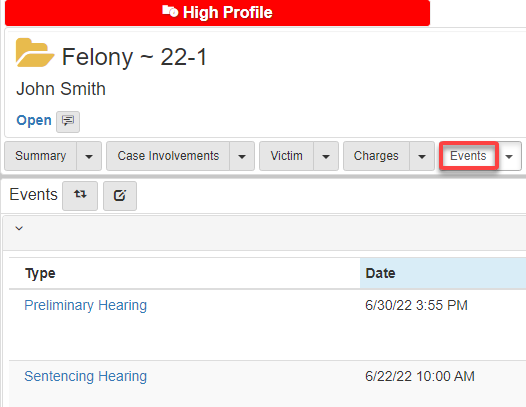 High Profile
Felony ~ 22-1
John Smith
Open
Summary Case Involvements Victim Charges Events
Events
Type Date
Preliminary Hearing 6/30/22 3:55 PM
Sentencing Hearing 6/22/22 10:00 AM